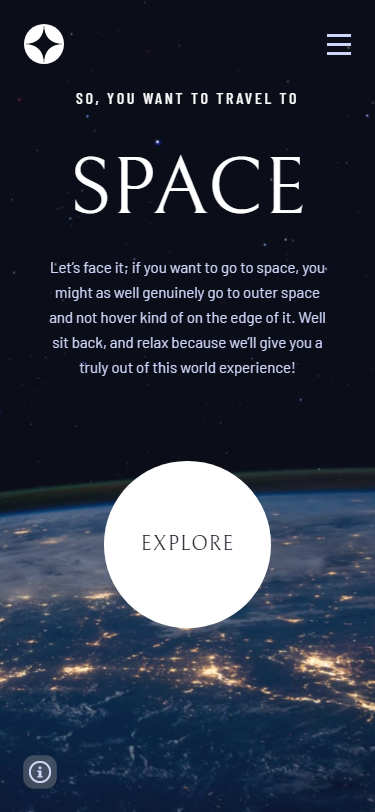 SO, YOU WANT TO TRAVEL TO
SPACE
Let’s face it; if you want to go to space, you
might as well genuinely go to outer space
and not hover kind of on the edge of it. Well
sit back, and relax because we’ll give you a
truly out of this world experience!
EXPLORE